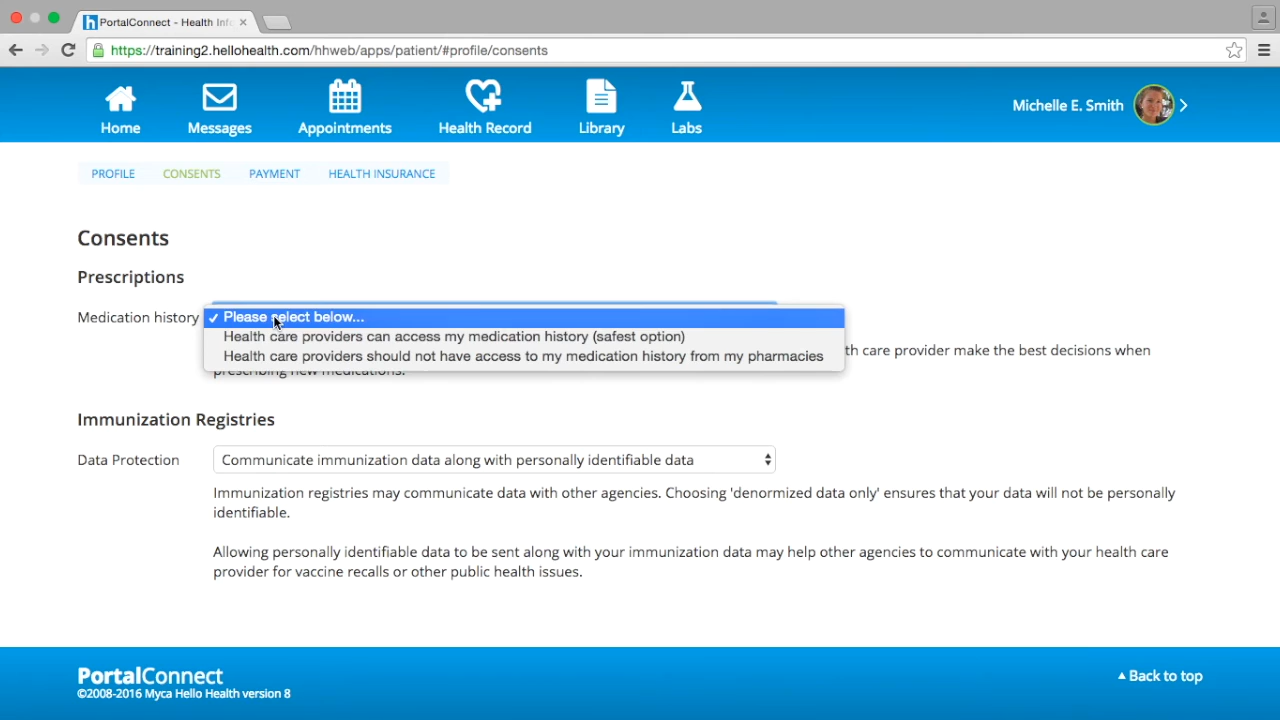 PortalConnect - Health Info
https://training2.hellohealth.com/hhweb/apps/patient/#profile/consents
Home
Messages
Appointments
Health Record
Library
Labs
Michelle E. Smith
PROFILE
CONSENTS
PAYMENT
HEALTH INSURANCE
Consents
Prescriptions
Medication history
Please select below...
Health care providers can access my medication history (safest option)
Health care providers should not have access to my medication history from my pharmacies
th care provider make the best decisions when
prescribing new medications.
Immunization Registries
Data Protection
Communicate immunization data along with personally identifiable data
Immunization registries may communicate data with other agencies. Choosing 'denormized data only' ensures that your data will not be personally
identifiable.
Allowing personally identifiable data to be sent along with your immunization data may help other agencies to communicate with your health care
provider for vaccine recalls or other public health issues.
PortalConnect
©2008-2016 Myca Hello Health version 8
Back to top